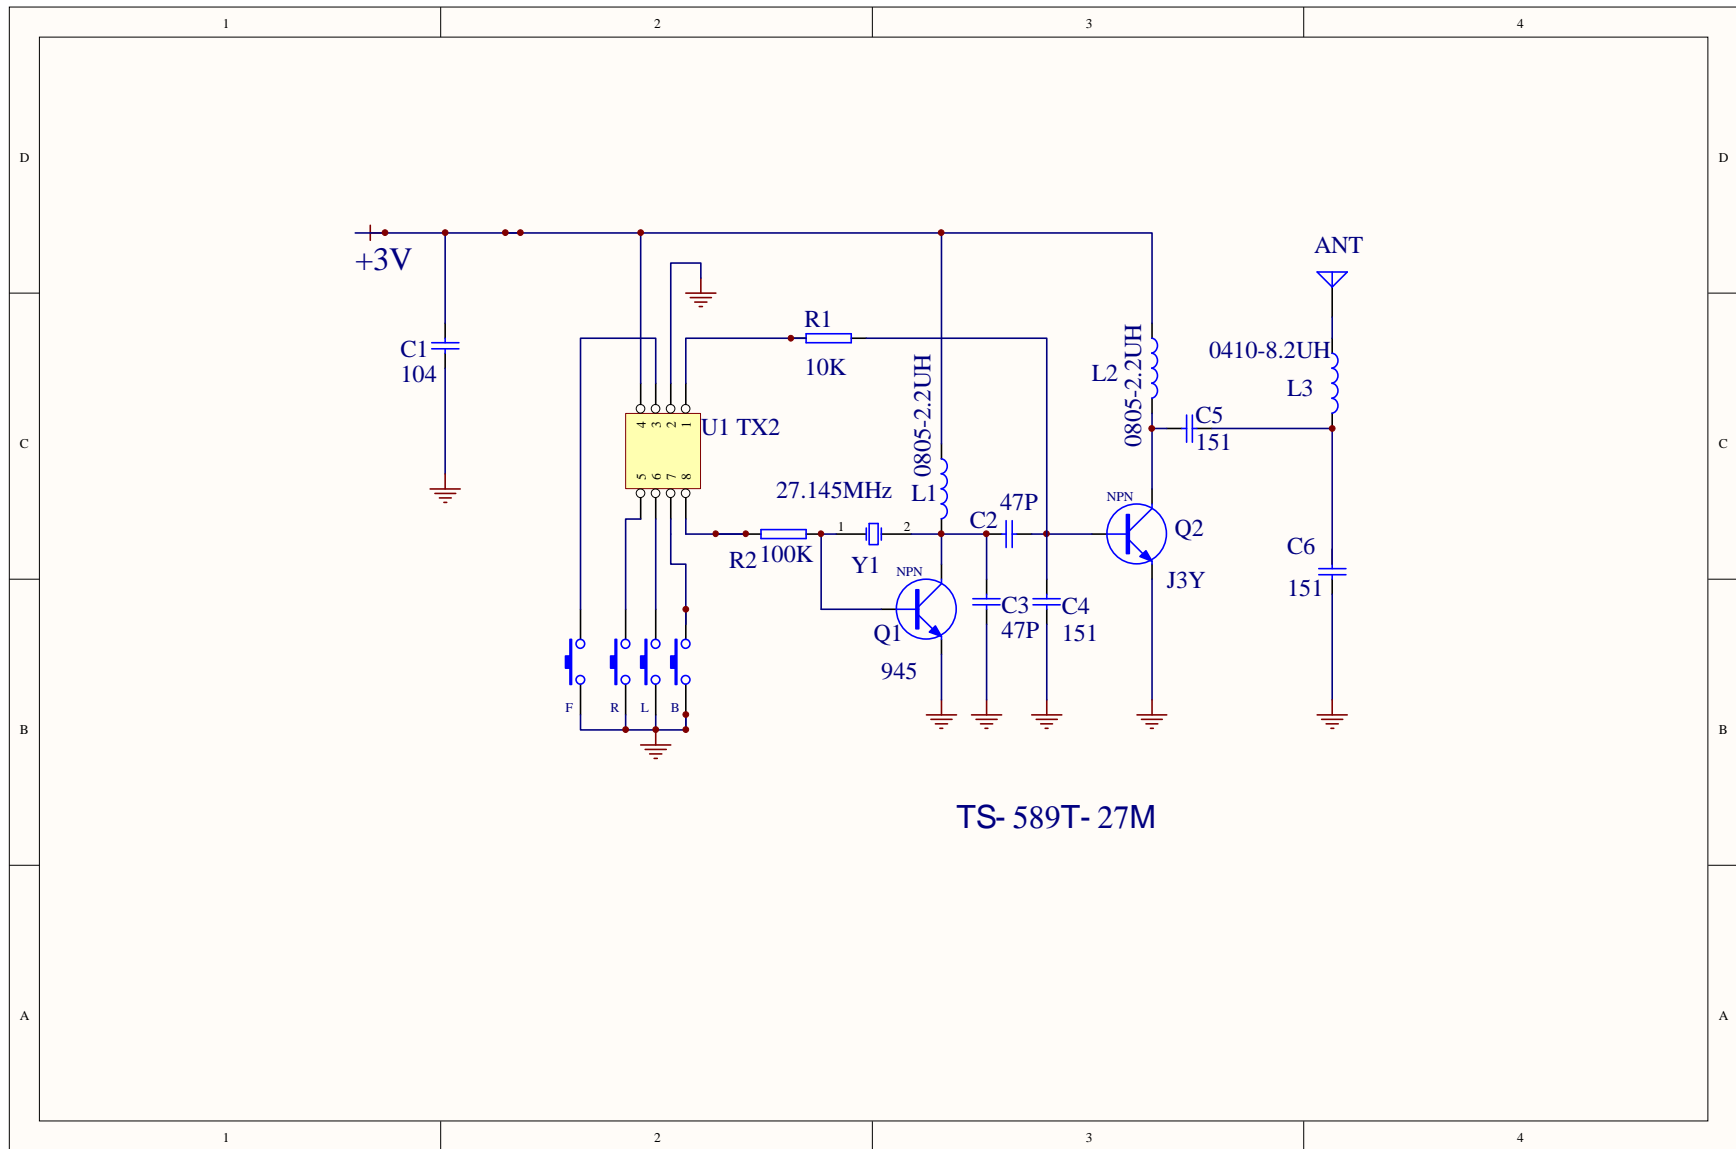 1 2 3 4
D D
+3V
ANT
R1
10K
C1
104
0805-2.2UH
L1
L2
0805-2.2UH
0410-8.2UH
L3
4 3 2 1
U1 TX2
5 6 7 8
C5
151
C C
27.145MHz
1 2
Y1
R2 100K
C2
47P
NPN
Q2
J3Y
NPN
Q1
945
C3
47P
C4
151
C6
151
F R L B
B B
TS-589T-27M
A A
1 2 3 4